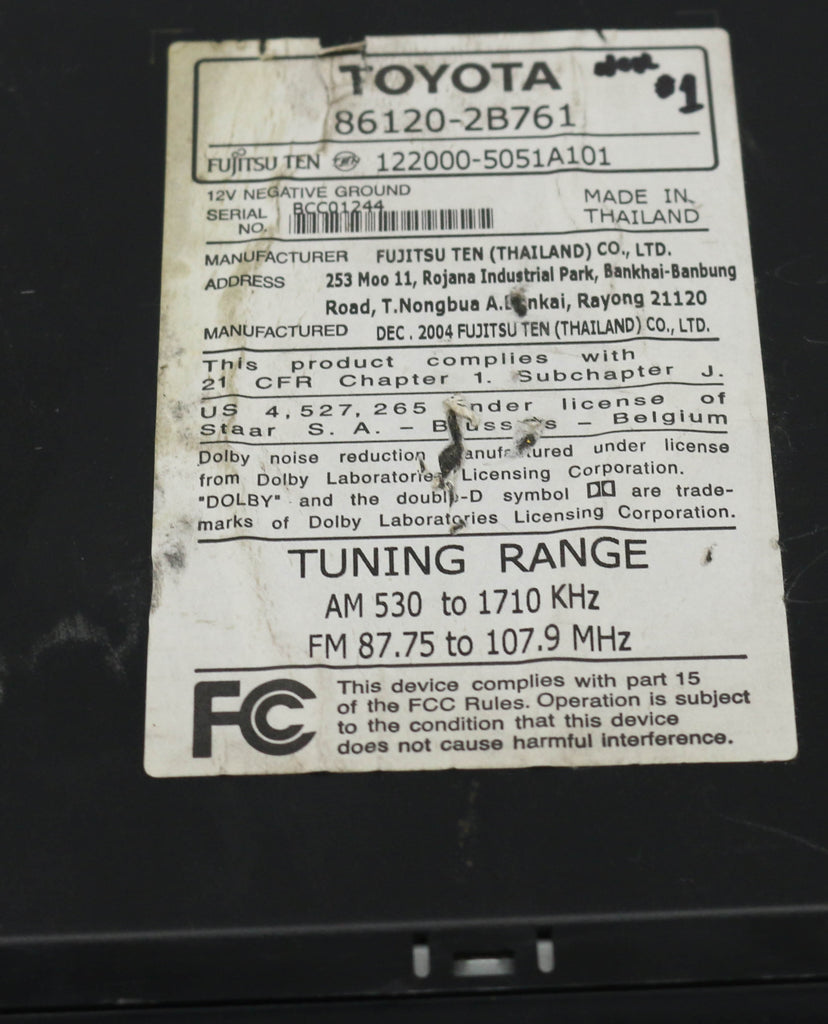 TOYOTA
#1
86120-2B761
FUJITSU TEN 122000-5051A101
12V NEGATIVE GROUND
SERIAL NO. BCC01244
MADE IN THAILAND
MANUFACTURER FUJITSU TEN (THAILAND) CO., LTD.
ADDRESS 253 Moo 11, Rojana Industrial Park, Bankhai-Banbung
Road, T.Nongbua Rayong 21120
MANUFACTURED DEC. 2004 FUJITSU TEN (THAILAND) CO., LTD.
This product complies with
21 CFR Chapter 1. Subchapter J.
US 4,527,265 under license of
Staar S. A. – Brussels – Belgium
Dolby noise reduction manufactured under license
from Dolby Laboratories Licensing Corporation.
"DOLBY" and the double-D symbol are trade-
marks of Dolby Laboratories Licensing Corporation.
TUNING RANGE
AM 530 to 1710 KHz
FM 87.75 to 107.9 MHz
FC This device complies with part 15
of the FCC Rules. Operation is subject
to the condition that this device
does not cause harmful interference.